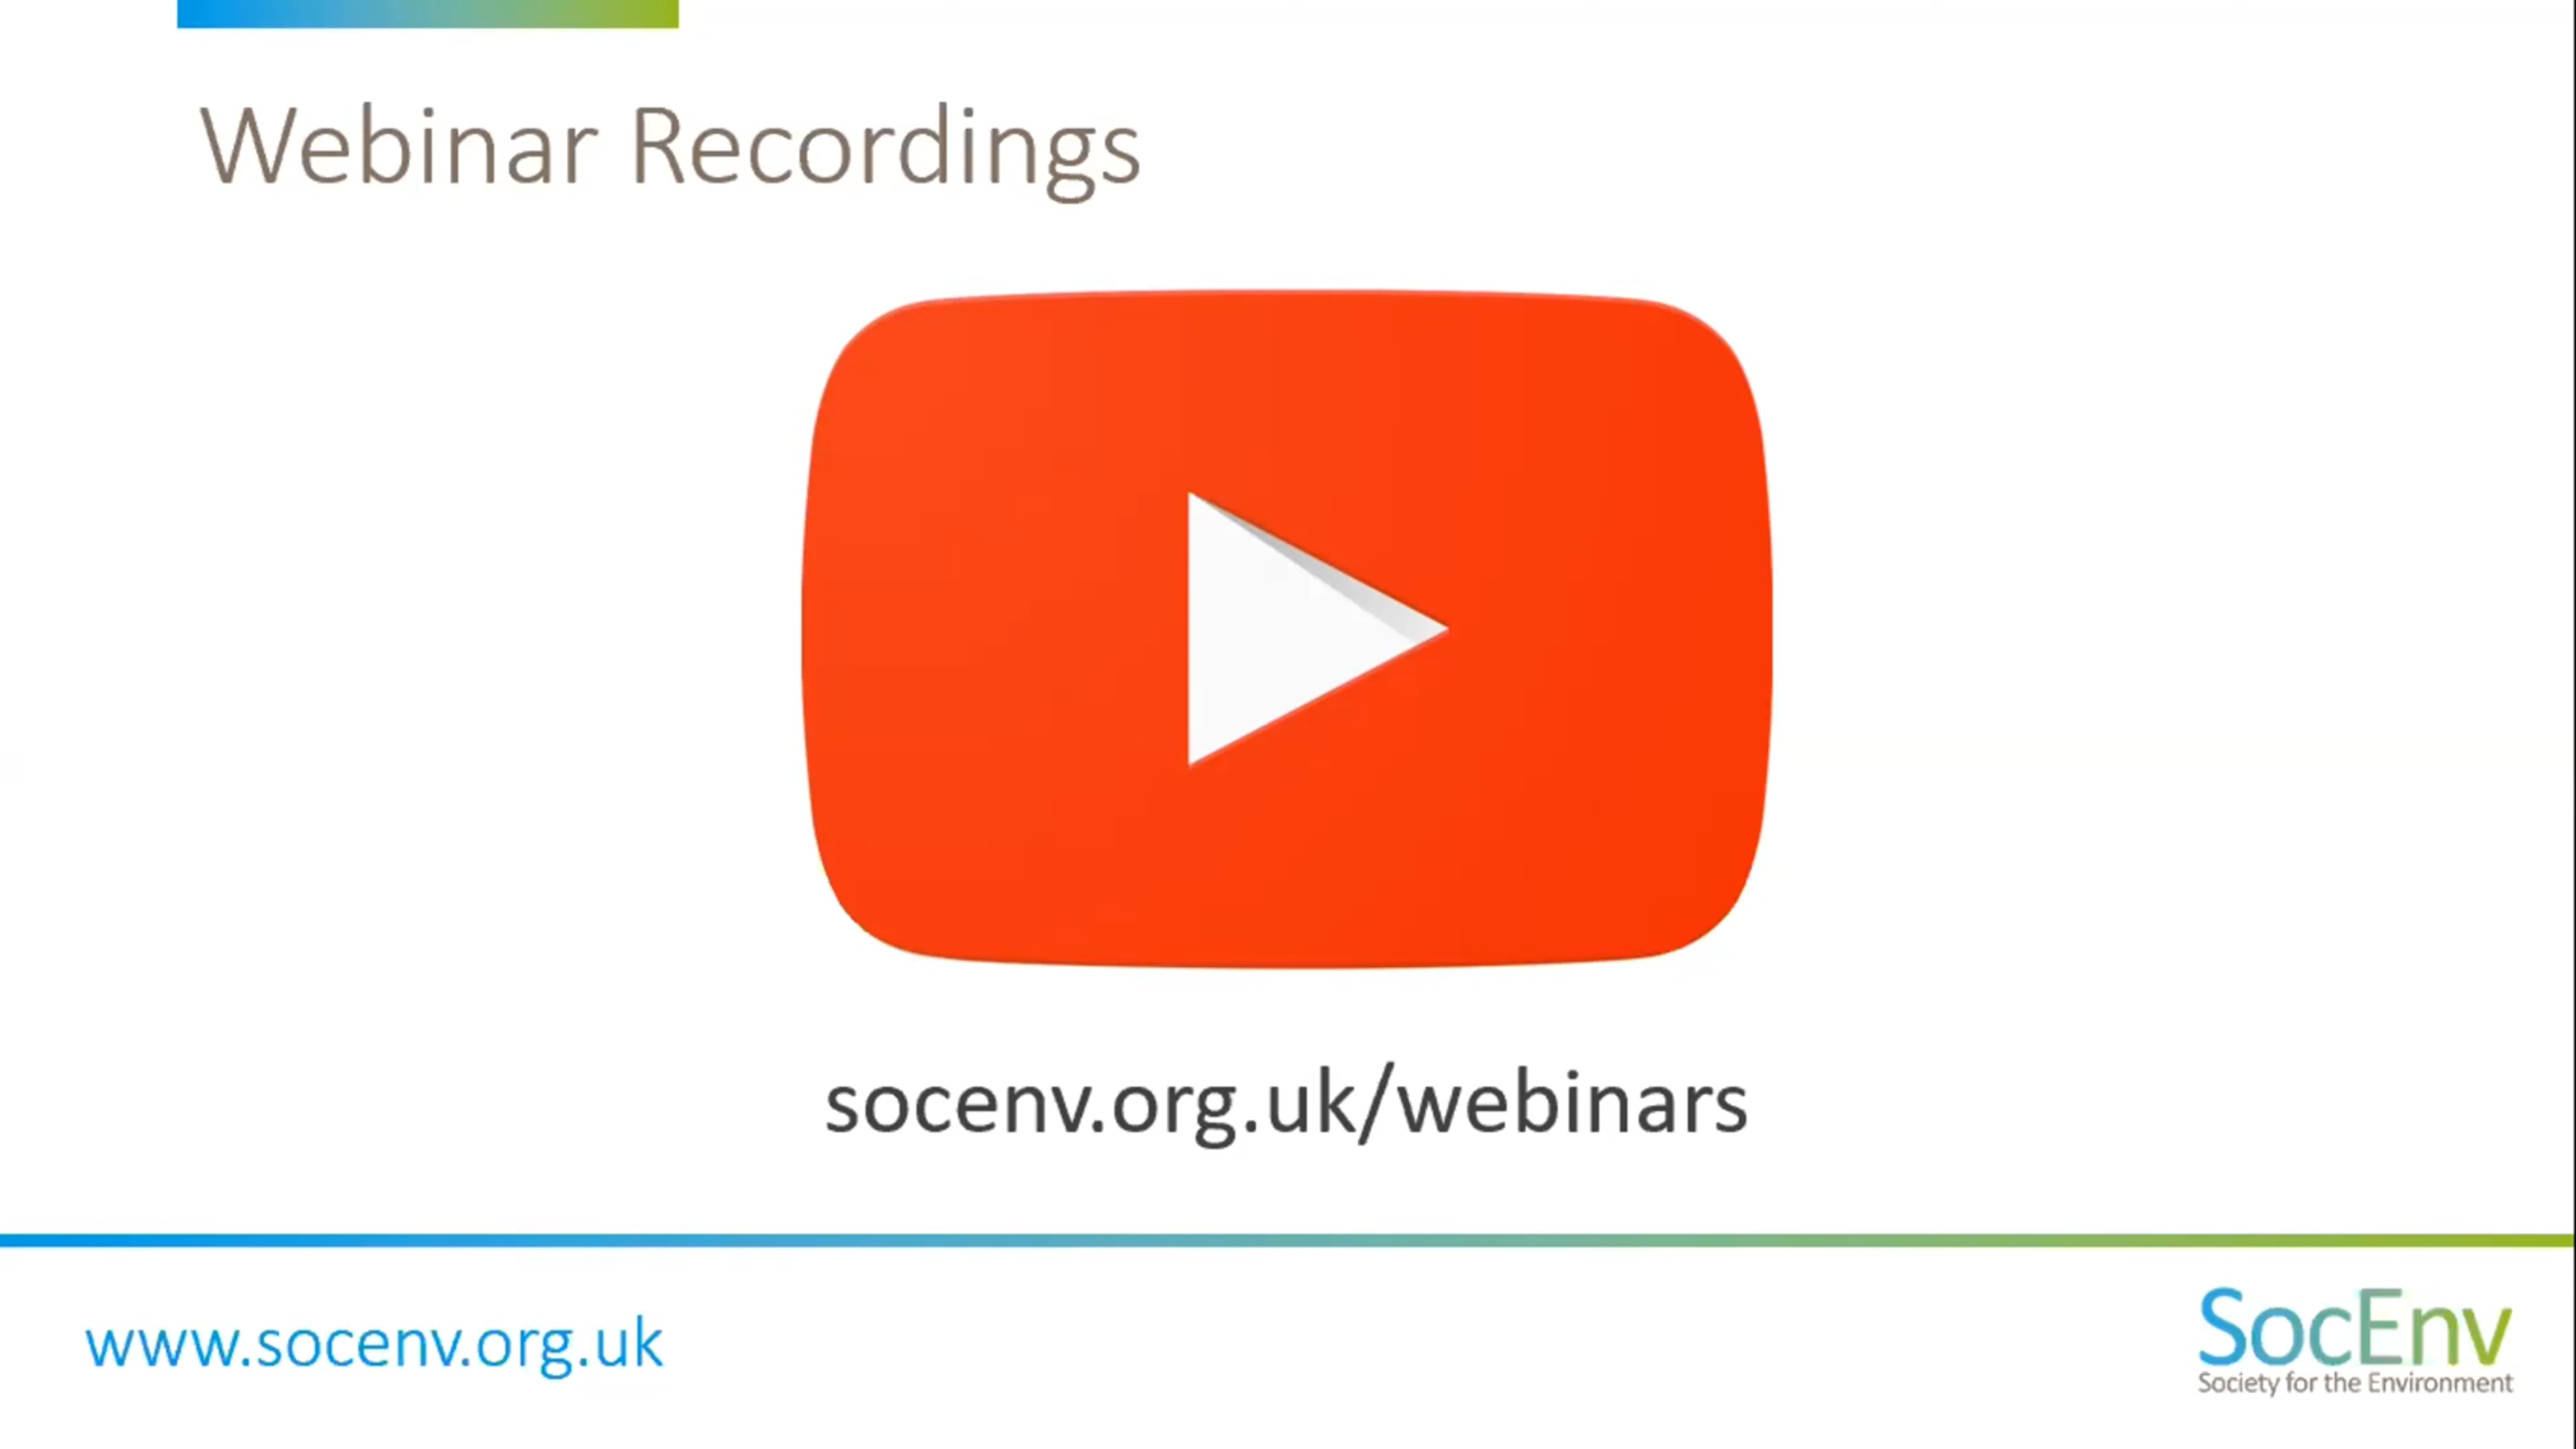 Webinar Recordings
socenv.org.uk/webinars
www.socenv.org.uk
SocEnv
Society for the Environment